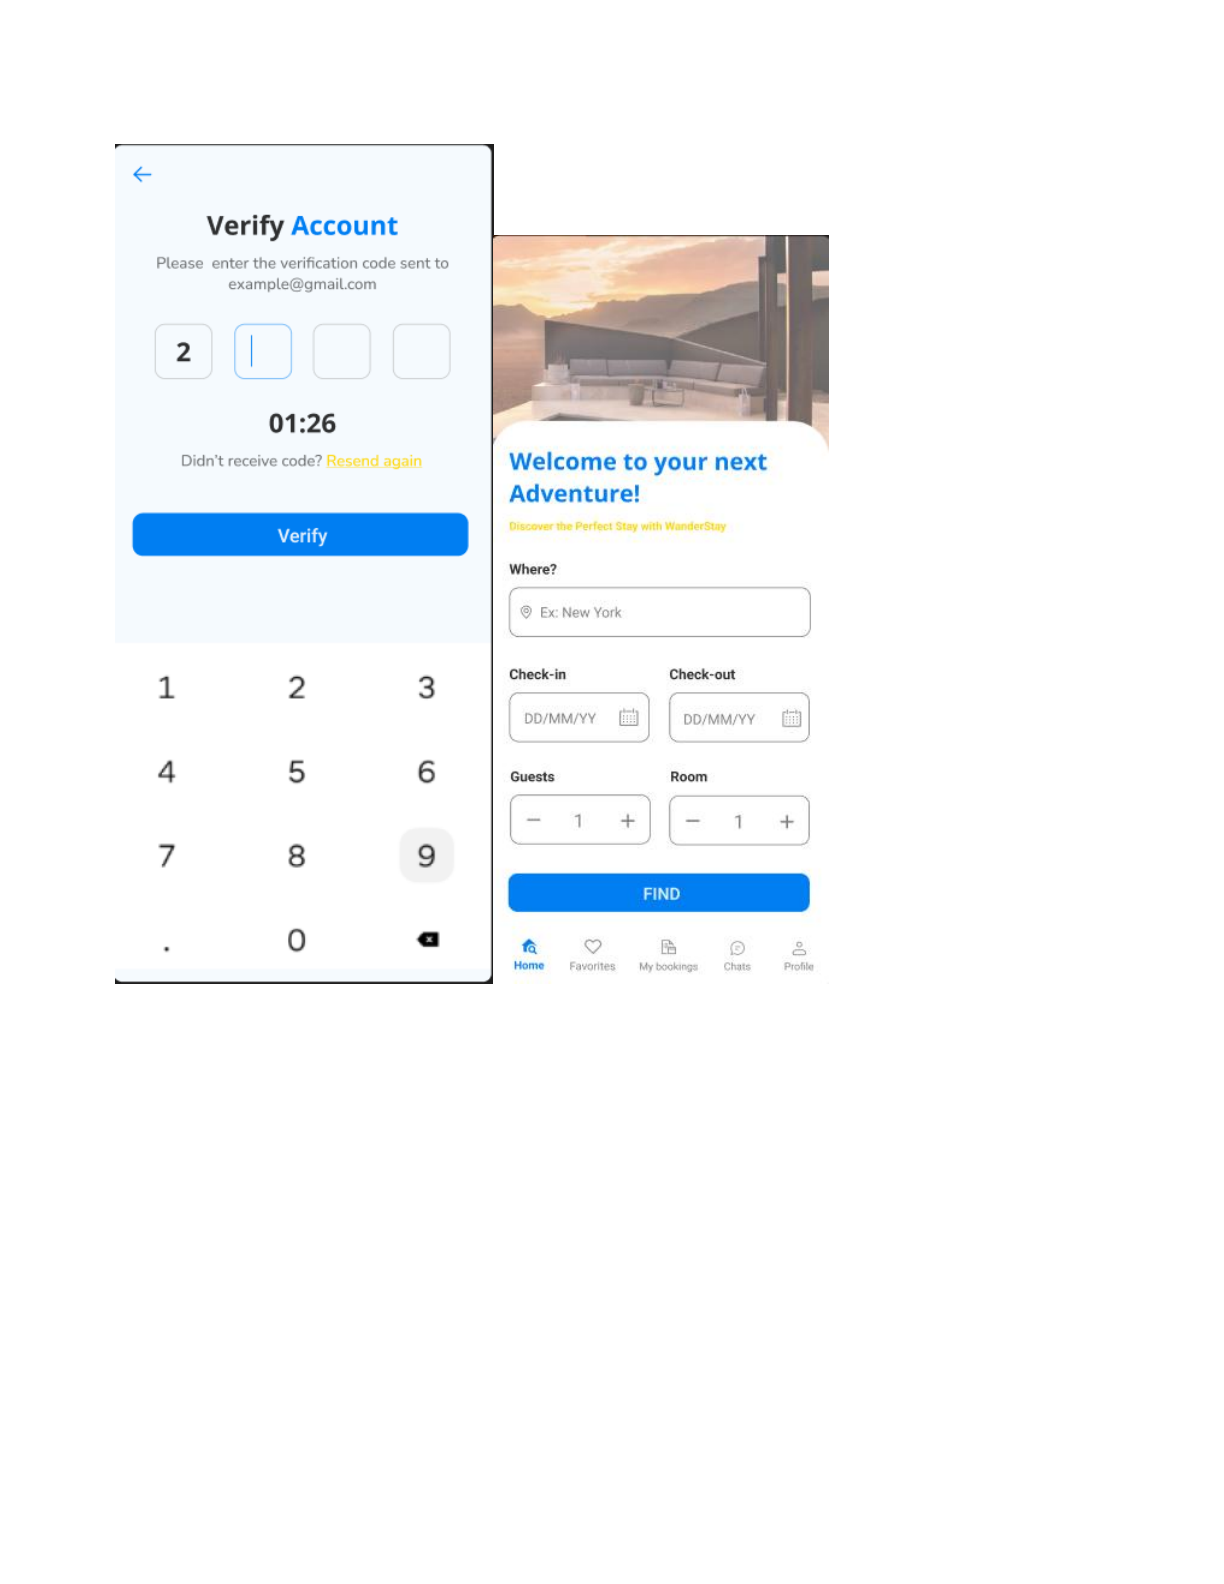 Verify Account
Please  enter the verification code sent to
example@gmail.com
2
01:26
Didn't receive code? Resend again
Verify
1 2 3
4 5 6
7 8 9
. 0
Welcome to your next
Adventure!
Discover the Perfect Stay with WanderStay
Where?
Ex: New York
Check-in Check-out
DD/MM/YY DD/MM/YY
Guests Room
− 1 + − 1 +
FIND
Home Favorites My bookings Chats Profile